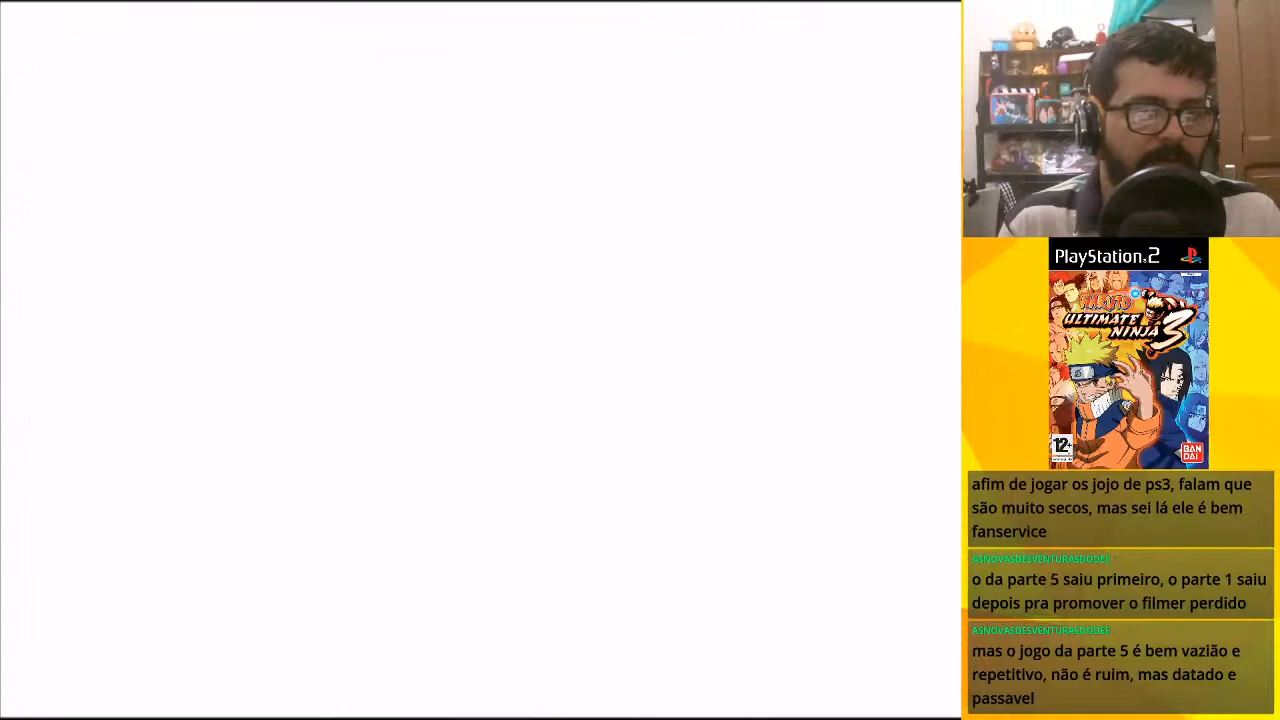 PlayStation.2
NARUTO
ULTIMATE
NINJA 3
12+
BAN
DAI
afim de jogar os jojo de ps3, falam que
são muito secos, mas sei lá ele é bem
fanservice
ASNOVASDESVENTURASDODEE
o da parte 5 saiu primeiro, o parte 1 saiu
depois pra promover o filmer perdido
ASNOVASDESVENTURASDODEE
mas o jogo da parte 5 é bem vazião e
repetitivo, não é ruim, mas datado e
passavel